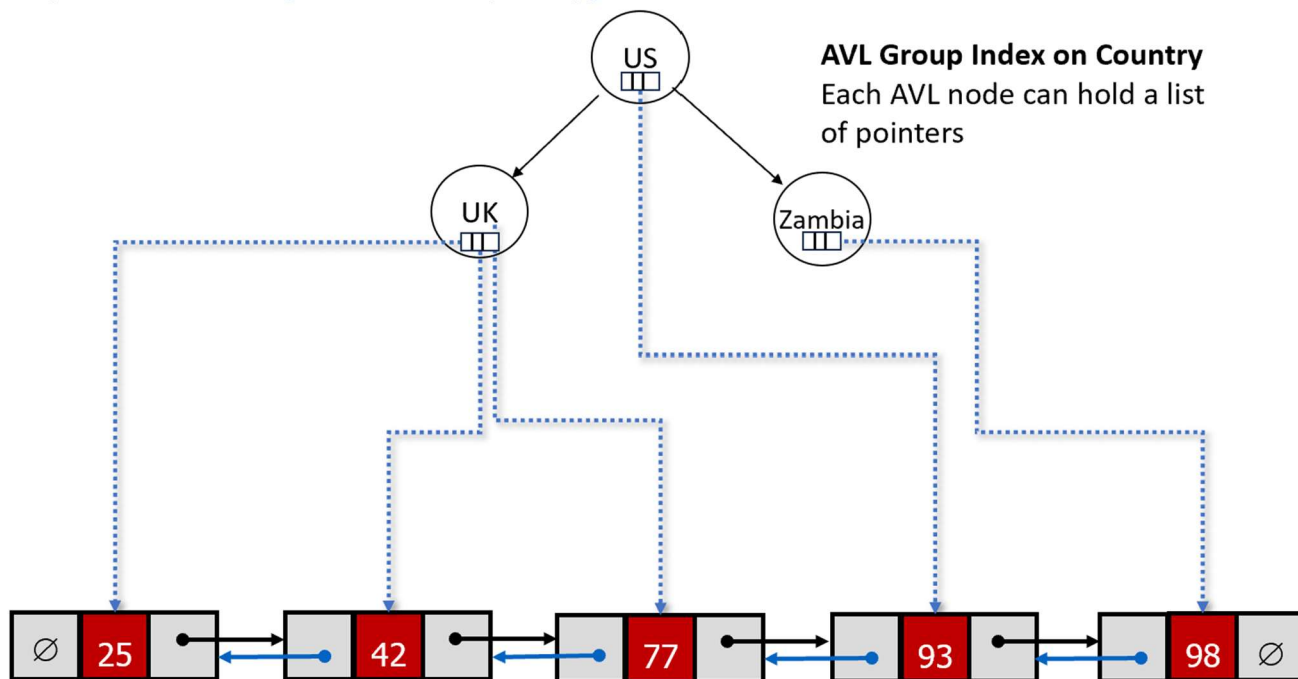 US
AVL Group Index on Country
Each AVL node can hold a list
of pointers
UK
Zambia
∅ 25 42 77 93 98 ∅